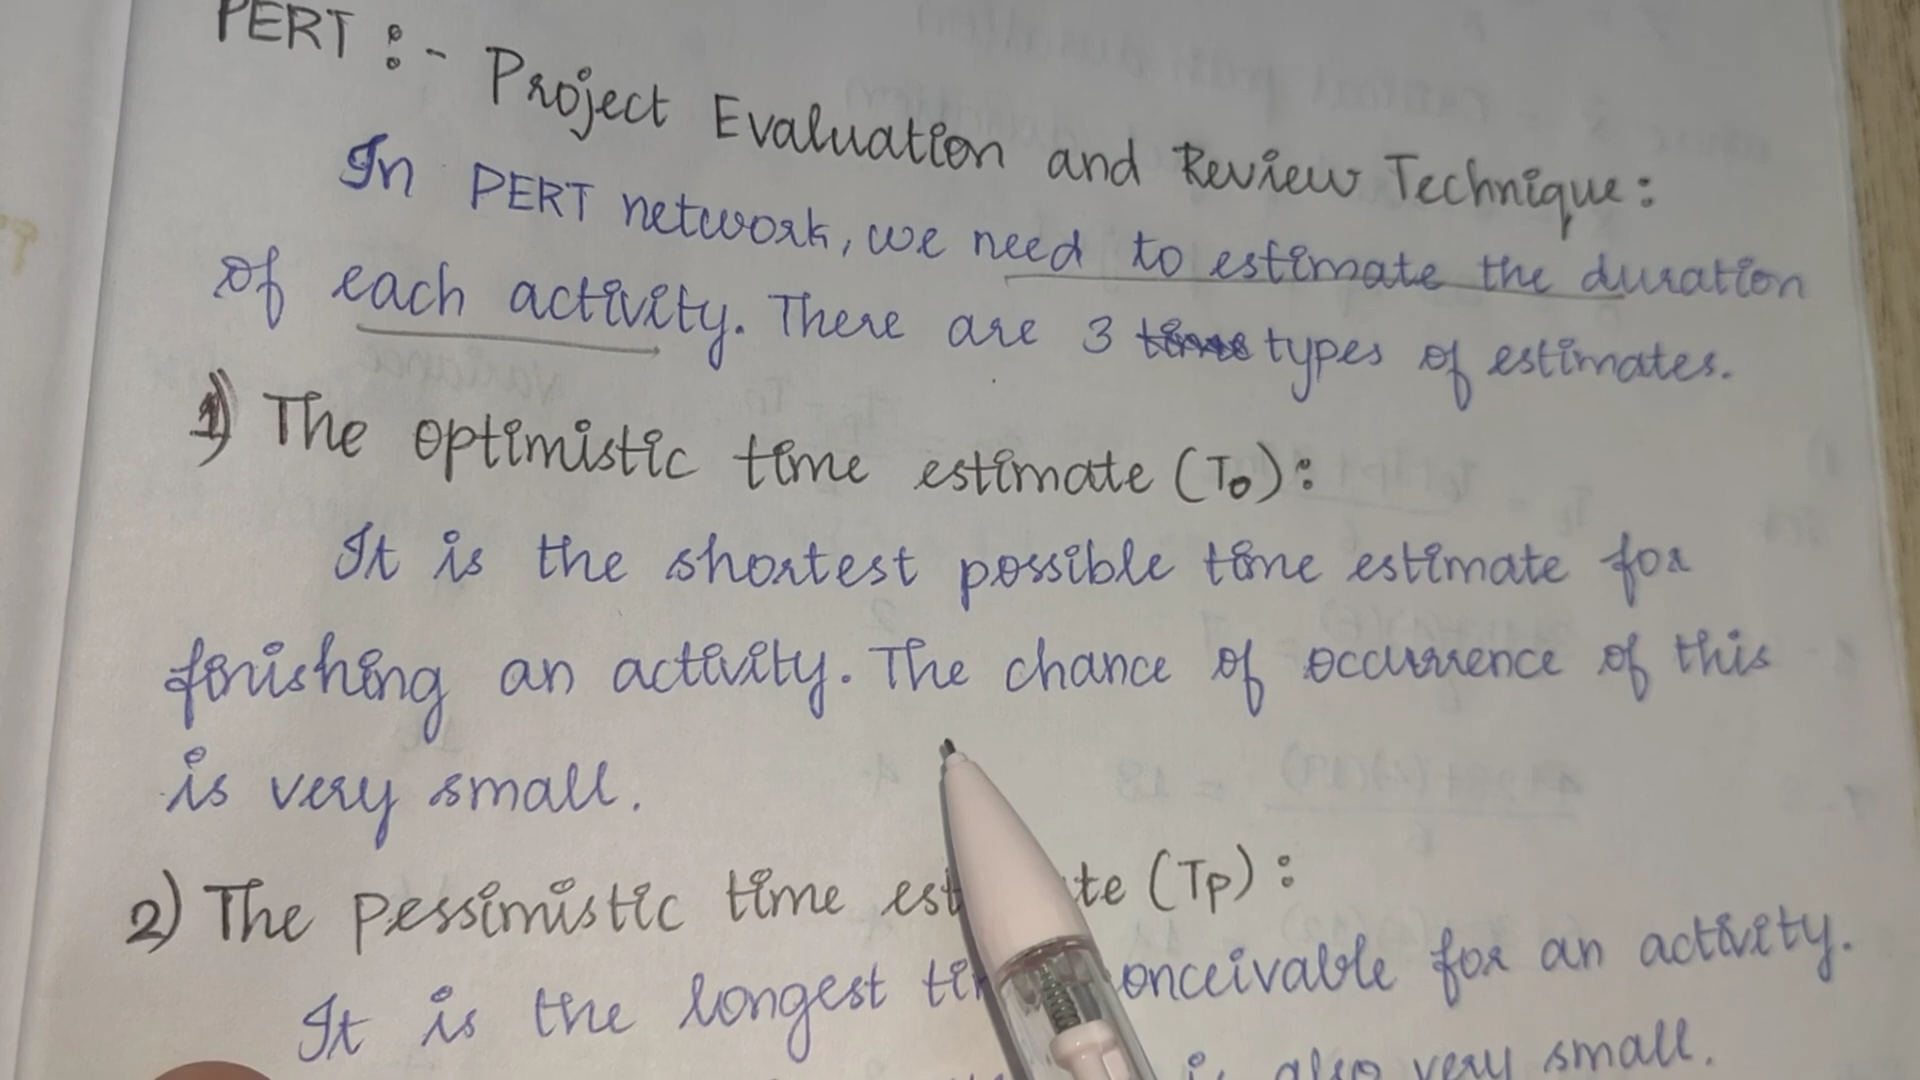 PERT :- Project Evaluation and Review Technique:
In PERT network, we need to estimate the duration
of each activity. There are 3 types of estimates.
1) The optimistic time estimate (To):
It is the shortest possible time estimate for
finishing an activity. The chance of occurrence of this
is very small.
2) The pessimistic time (Tp):
It is the longest conceivable for an activity.
is also very small.